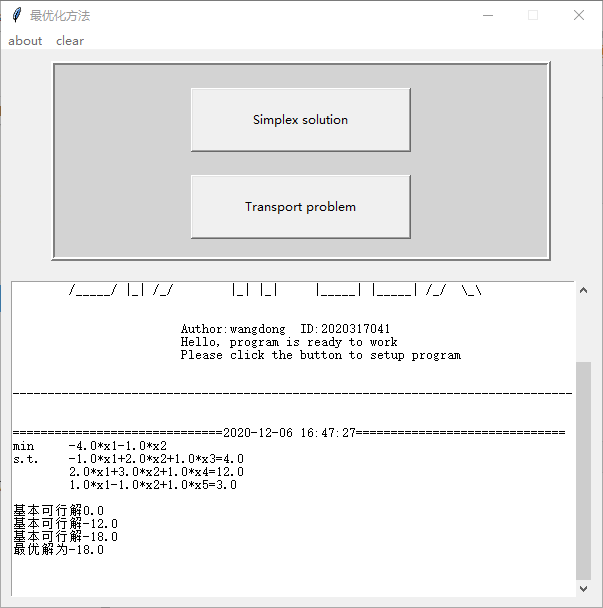 最优化方法
about clear
Simplex solution
Transport problem
/_____/ |_| /_/ |_| |_| |_____| |_____| /_/ \_\
Author:wangdong ID:2020317041
Hello, program is ready to work
Please click the button to setup program
--------------------------------------------------------------------------------
==============================2020-12-06 16:47:27==============================
min -4.0*x1-1.0*x2
s.t. -1.0*x1+2.0*x2+1.0*x3=4.0
2.0*x1+3.0*x2+1.0*x4=12.0
1.0*x1-1.0*x2+1.0*x5=3.0
基本可行解0.0
基本可行解-12.0
基本可行解-18.0
最优解为-18.0